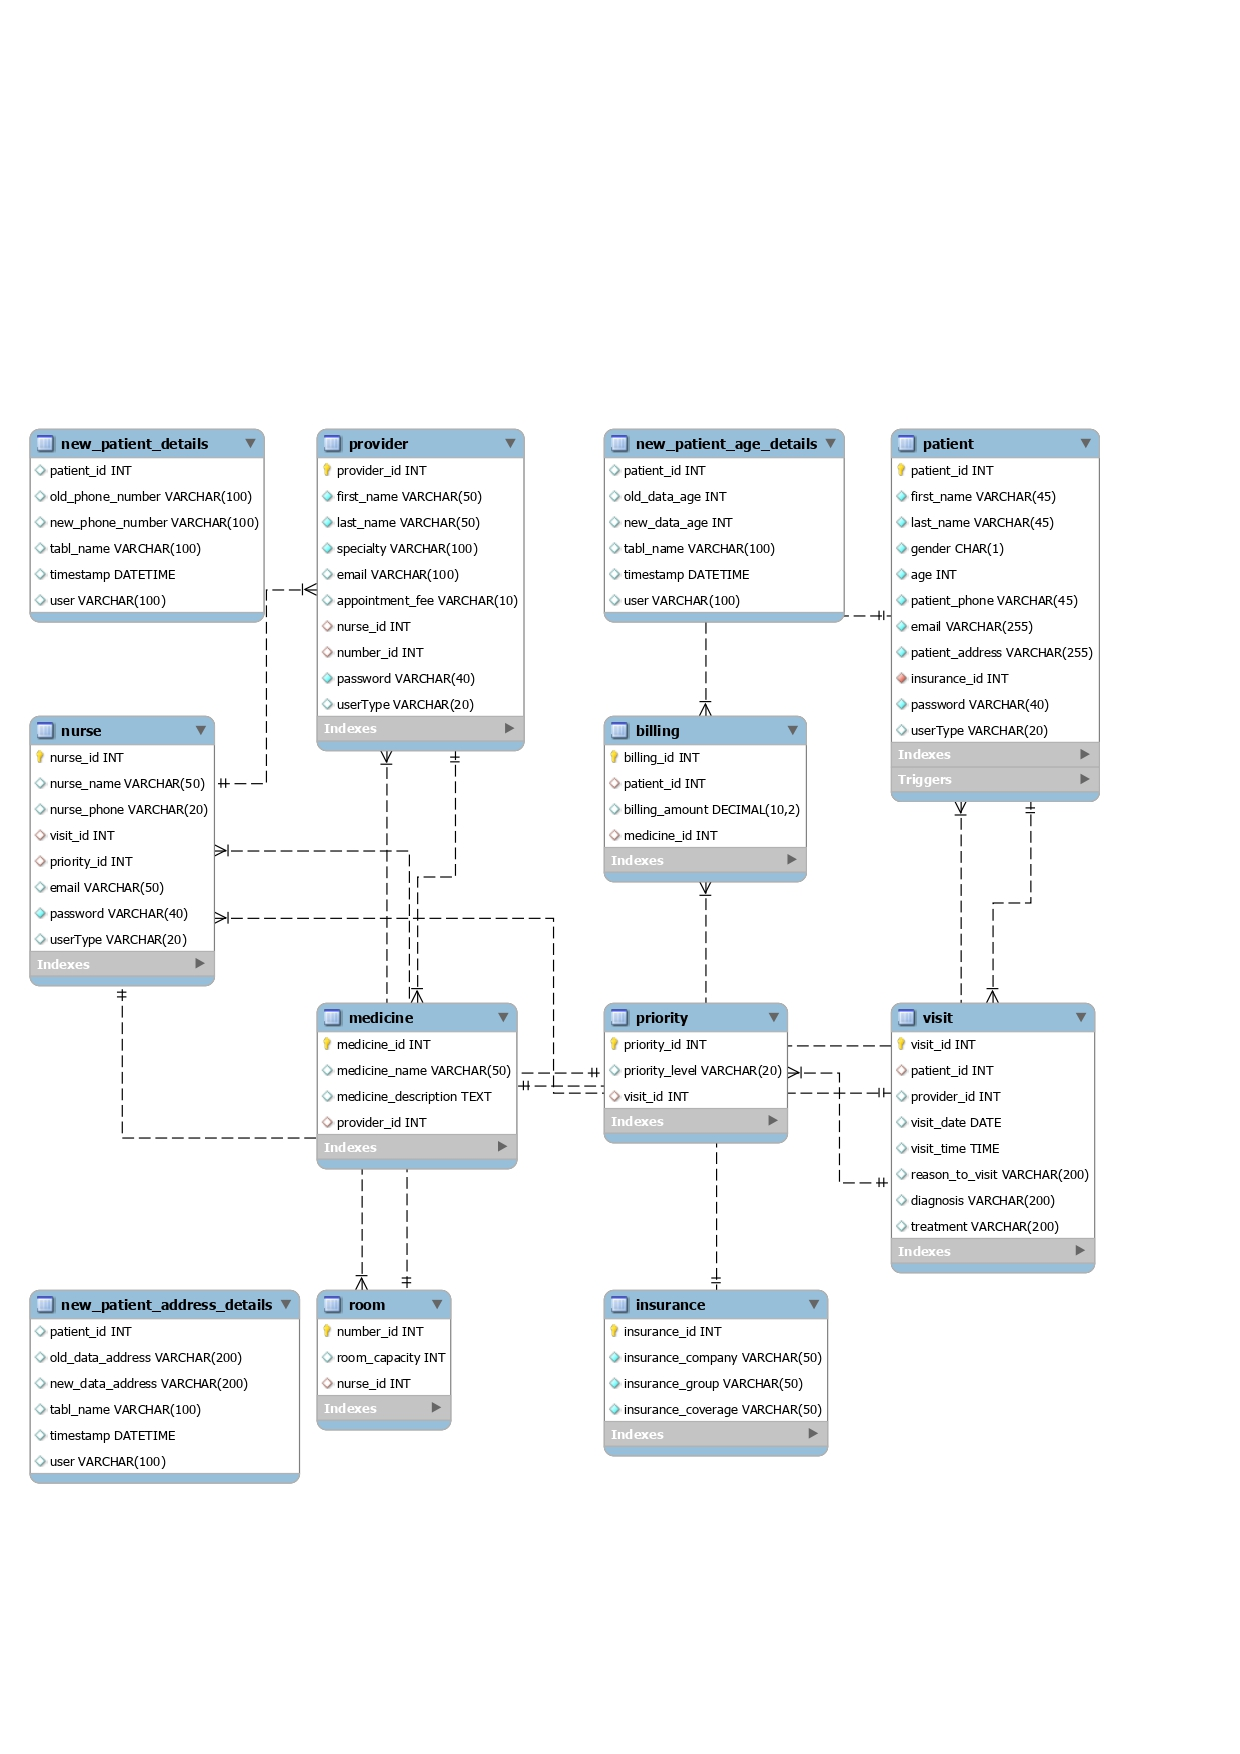 new_patient_details
patient_id INT
old_phone_number VARCHAR(100)
new_phone_number VARCHAR(100)
tabl_name VARCHAR(100)
timestamp DATETIME
user VARCHAR(100)
provider
provider_id INT
first_name VARCHAR(50)
last_name VARCHAR(50)
specialty VARCHAR(100)
email VARCHAR(100)
appointment_fee VARCHAR(10)
nurse_id INT
number_id INT
password VARCHAR(40)
userType VARCHAR(20)
Indexes
new_patient_age_details
patient_id INT
old_data_age INT
new_data_age INT
tabl_name VARCHAR(100)
timestamp DATETIME
user VARCHAR(100)
patient
patient_id INT
first_name VARCHAR(45)
last_name VARCHAR(45)
gender CHAR(1)
age INT
patient_phone VARCHAR(45)
email VARCHAR(255)
patient_address VARCHAR(255)
insurance_id INT
password VARCHAR(40)
userType VARCHAR(20)
Indexes
Triggers
nurse
nurse_id INT
nurse_name VARCHAR(50)
nurse_phone VARCHAR(20)
visit_id INT
priority_id INT
email VARCHAR(50)
password VARCHAR(40)
userType VARCHAR(20)
Indexes
billing
billing_id INT
patient_id INT
billing_amount DECIMAL(10,2)
medicine_id INT
Indexes
medicine
medicine_id INT
medicine_name VARCHAR(50)
medicine_description TEXT
provider_id INT
Indexes
priority
priority_id INT
priority_level VARCHAR(20)
visit_id INT
Indexes
visit
visit_id INT
patient_id INT
provider_id INT
visit_date DATE
visit_time TIME
reason_to_visit VARCHAR(200)
diagnosis VARCHAR(200)
treatment VARCHAR(200)
Indexes
new_patient_address_details
patient_id INT
old_data_address VARCHAR(200)
new_data_address VARCHAR(200)
tabl_name VARCHAR(100)
timestamp DATETIME
user VARCHAR(100)
room
number_id INT
room_capacity INT
nurse_id INT
Indexes
insurance
insurance_id INT
insurance_company VARCHAR(50)
insurance_group VARCHAR(50)
insurance_coverage VARCHAR(50)
Indexes